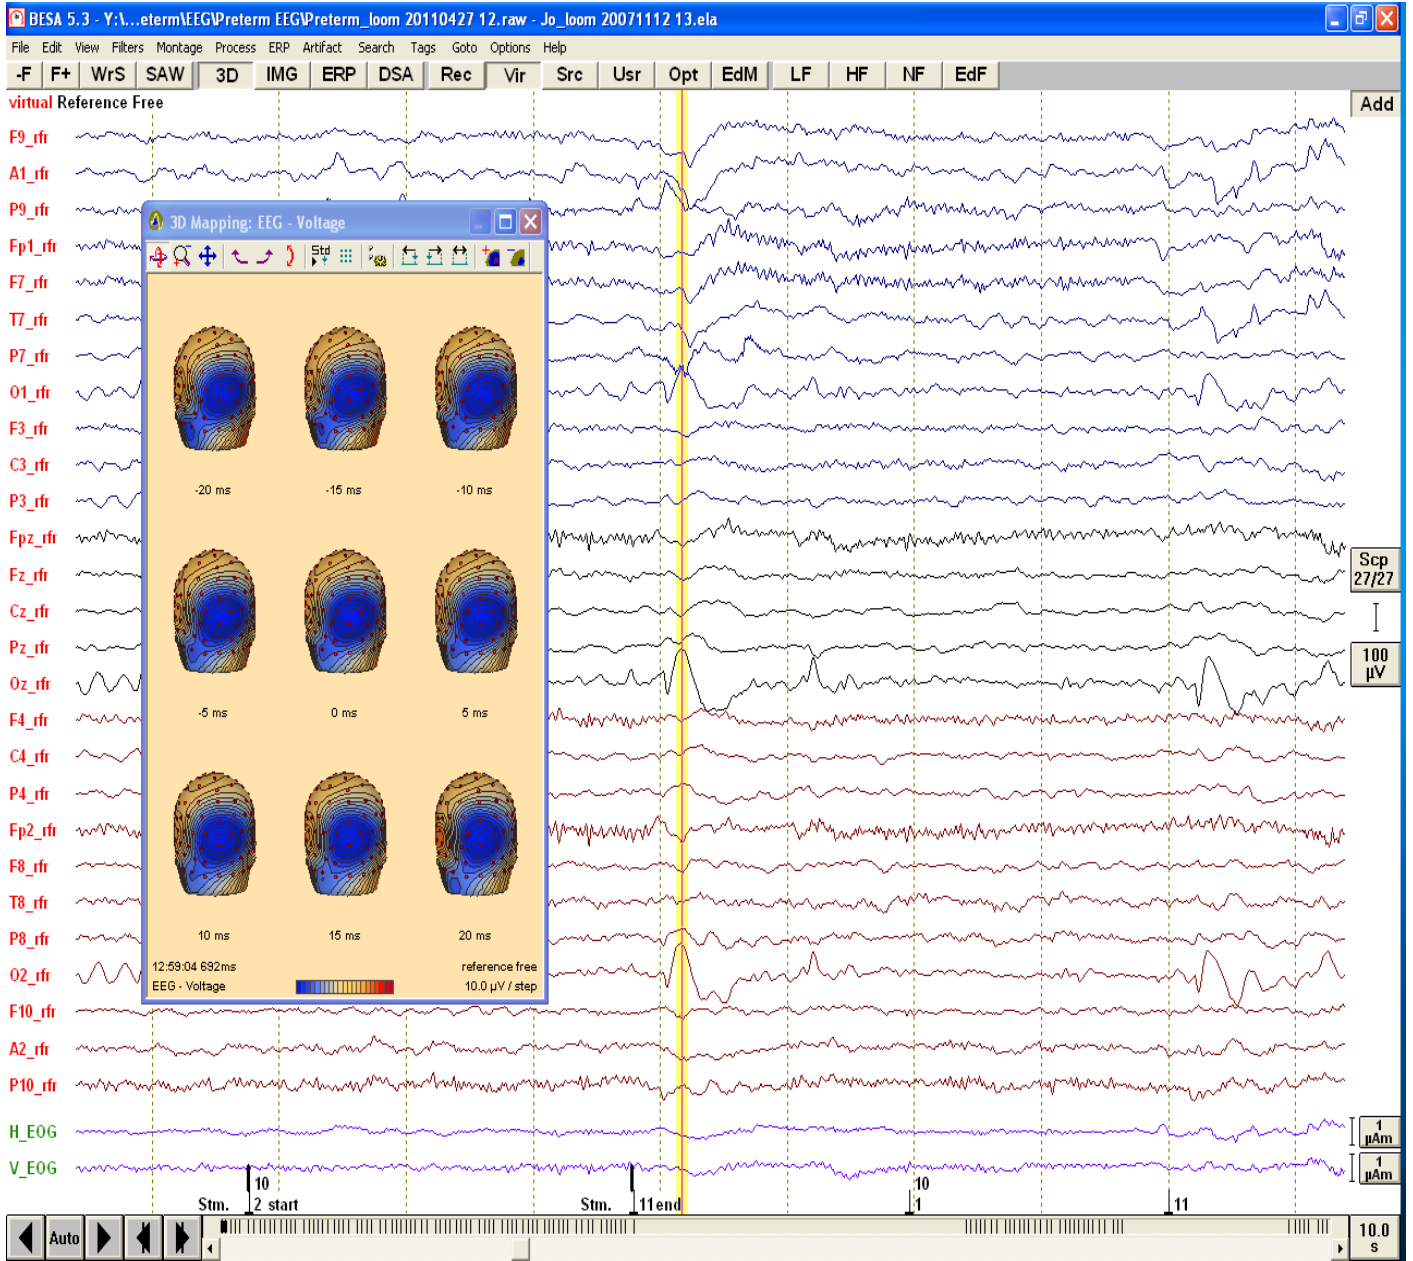 BESA 5.3 - Y:\...eterm\EEG\Preterm EEG\Preterm_loom 20110427 12.raw - Jo_loom 20071112 13.ela
File Edit View Filters Montage Process ERP Artifact Search Tags Goto Options Help
-F F+ WrS SAW 3D IMG ERP DSA Rec Vir Src Usr Opt EdM LF HF NF EdF
virtual Reference Free
Add
F9_rfr
A1_rfr
P9_rfr
Fp1_rfr
F7_rfr
T7_rfr
P7_rfr
O1_rfr
F3_rfr
C3_rfr
P3_rfr
Fpz_rfr
Fz_rfr
Cz_rfr
Pz_rfr
Oz_rfr
F4_rfr
C4_rfr
P4_rfr
Fp2_rfr
F8_rfr
T8_rfr
P8_rfr
O2_rfr
F10_rfr
A2_rfr
P10_rfr
H_EOG
V_EOG
3D Mapping: EEG - Voltage
Std
-20 ms -15 ms -10 ms
-5 ms 0 ms 5 ms
10 ms 15 ms 20 ms
12:59:04 692ms reference free
EEG - Voltage 10.0 µV / step
Scp
27/27
100
µV
1
µAm
1
µAm
10 10
Stm. 2 start Stm. 11end 1 11
Auto
10.0
s